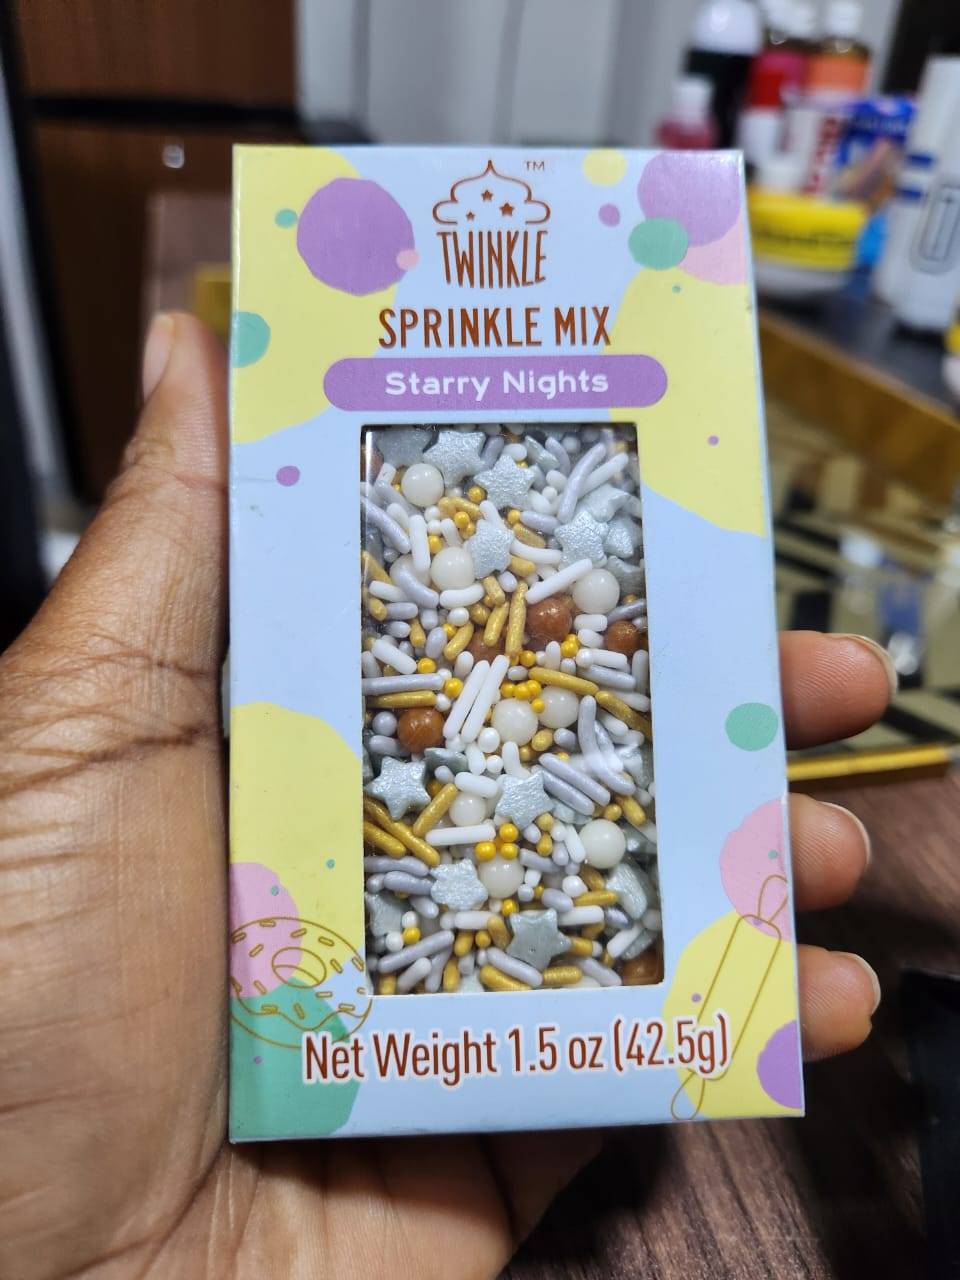 TM
TWINKLE
SPRINKLE MIX
Starry Nights
Net Weight 1.5 oz (42.5g)